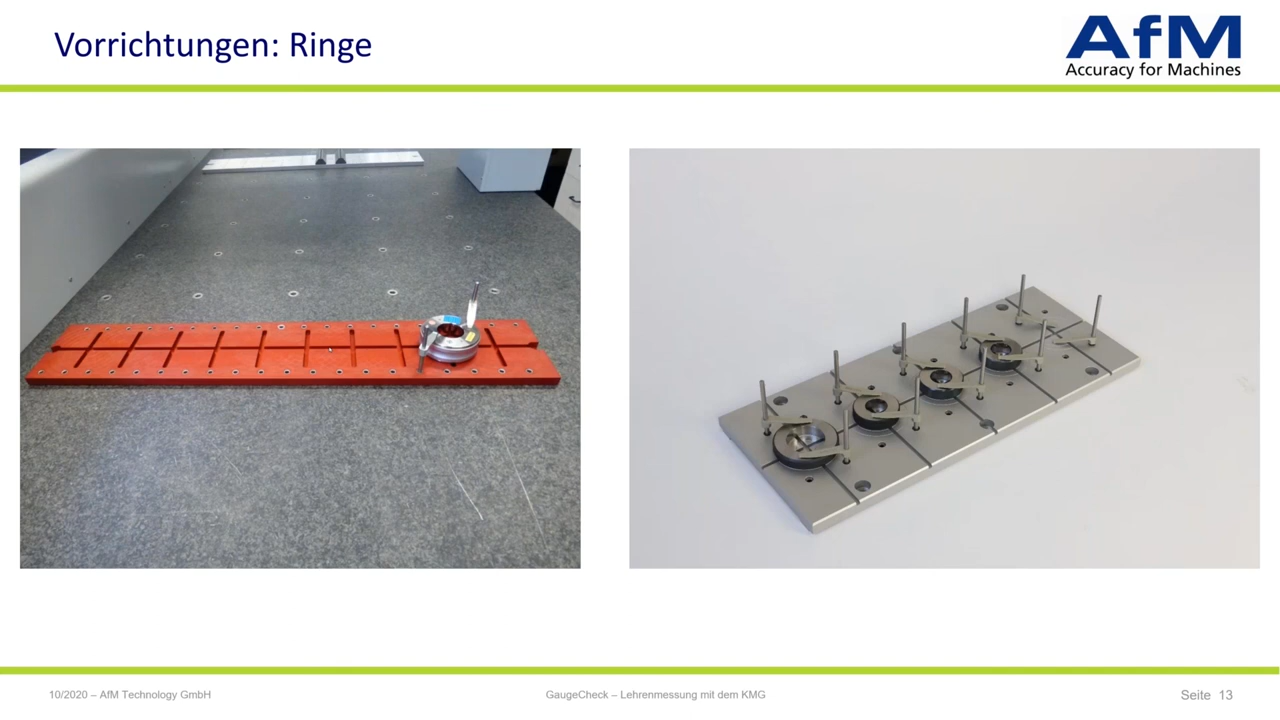 Vorrichtungen: Ringe
AfM
Accuracy for Machines
10/2020 – AfM Technology GmbH
GaugeCheck – Lehrenmessung mit dem KMG
Seite 13